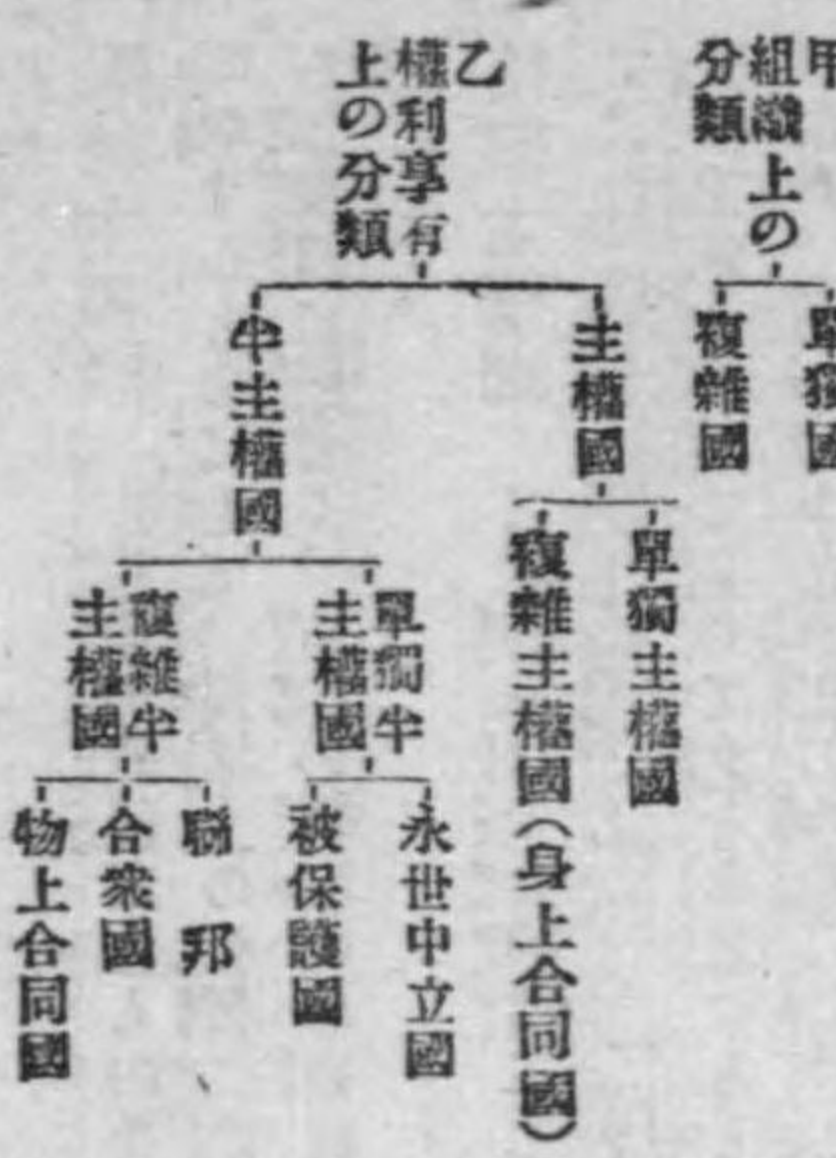 甲
組織上の
分類
單獨國
複雜國
乙
權利享有
上の分類
主權國
單獨主權國
複雜主權國(身上合同國)
半主權國
單獨半
主權國
永世中立國
被保護國
複雜半
主權國
聯邦
合衆國
物上合同國